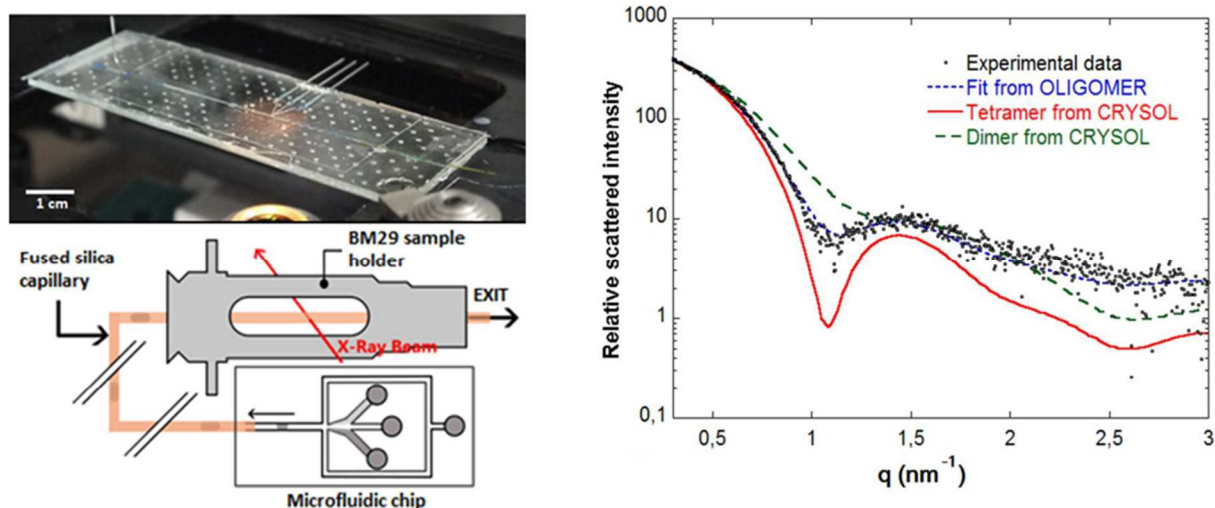 1 cm
Fused silica
capillary
BM29 sample
holder
EXIT
X-Ray Beam
Microfluidic chip
Relative scattered intensity
1000
100
10
1
0,1
Experimental data
Fit from OLIGOMER
Tetramer from CRYSOL
Dimer from CRYSOL
0,5
1
1,5
2
2,5
3
q (nm⁻¹)